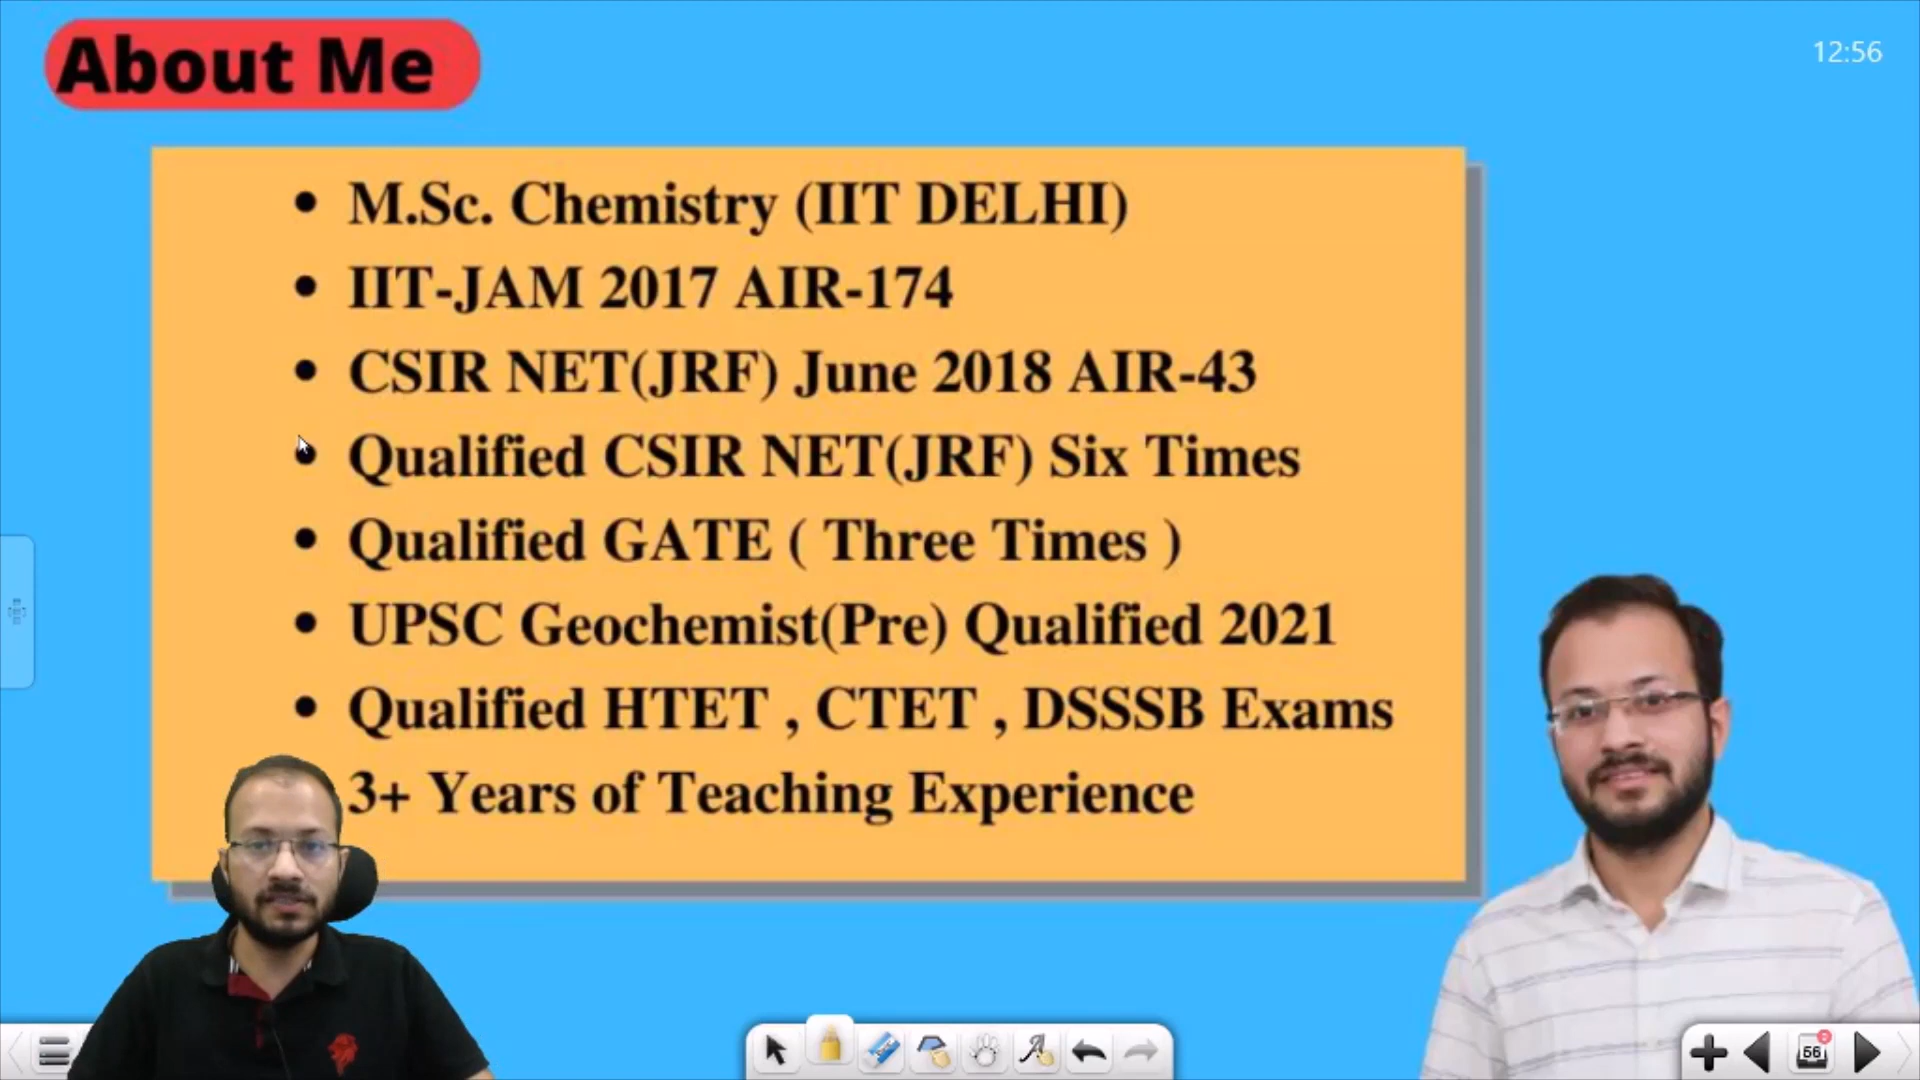 About Me
12:56
• M.Sc. Chemistry (IIT DELHI)
• IIT-JAM 2017 AIR-174
• CSIR NET(JRF) June 2018 AIR-43
• Qualified CSIR NET(JRF) Six Times
• Qualified GATE ( Three Times )
• UPSC Geochemist(Pre) Qualified 2021
• Qualified HTET , CTET , DSSSB Exams
3+ Years of Teaching Experience
56